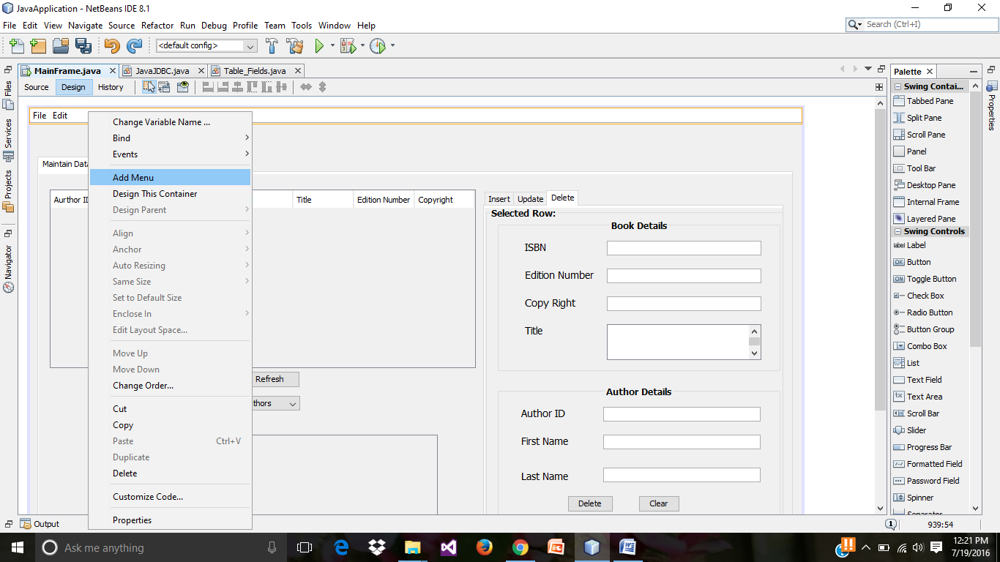 JavaApplication - NetBeans IDE 8.1
File Edit View Navigate Source Refactor Run Debug Profile Team Tools Window Help
Search (Ctrl+I)
<default config>
MainFrame.java JavaJDBC.java Table_Fields.java
Source Design History
Files
Services
Projects
Navigator
File Edit
Change Variable Name ...
Bind
Events
Add Menu
Design This Container
Design Parent
Align
Anchor
Auto Resizing
Same Size
Set to Default Size
Enclose In
Edit Layout Space...
Move Up
Move Down
Change Order...
Cut
Copy
Paste Ctrl+V
Duplicate
Delete
Customize Code...
Properties
Maintain Data
Aurthor ID Title Edition Number Copyright
Refresh
thors
Insert Update Delete
Selected Row:
Book Details
ISBN
Edition Number
Copy Right
Title
Author Details
Author ID
First Name
Last Name
Delete Clear
Palette
Swing Contai...
Tabbed Pane
Split Pane
Scroll Pane
Panel
Tool Bar
Desktop Pane
Internal Frame
Layered Pane
Swing Controls
label Label
OK Button
ON Toggle Button
Check Box
Radio Button
Button Group
Combo Box
List
Text Field
Text Area
Scroll Bar
Slider
Progress Bar
Formatted Field
Password Field
Spinner
Separator
Properties
Output
1 939:54
Ask me anything
12:21 PM
7/19/2016